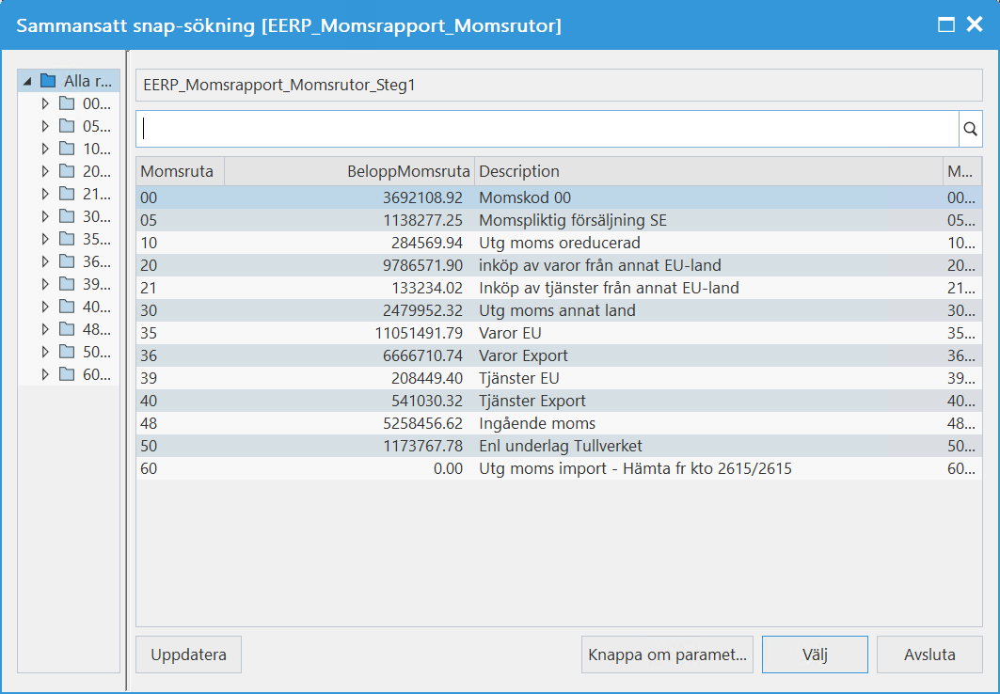 Sammansatt snap-sökning [EERP_Momsrapport_Momsrutor]
Alla r...
00...
05...
10...
20...
21...
30...
35...
36...
39...
40...
48...
50...
60...
EERP_Momsrapport_Momsrutor_Steg1
Momsruta BeloppMomsruta Description M...
00 3692108.92 Momskod 00 00...
05 1138277.25 Momspliktig försäljning SE 05...
10 284569.94 Utg moms oreducerad 10...
20 9786571.90 inköp av varor från annat EU-land 20...
21 133234.02 Inköp av tjänster från annat EU-land 21...
30 2479952.32 Utg moms annat land 30...
35 11051491.79 Varor EU 35...
36 6666710.74 Varor Export 36...
39 208449.40 Tjänster EU 39...
40 541030.32 Tjänster Export 40...
48 5258456.62 Ingående moms 48...
50 1173767.78 Enl underlag Tullverket 50...
60 0.00 Utg moms import - Hämta fr kto 2615/2615 60...
Uppdatera Knappa om paramet... Välj Avsluta